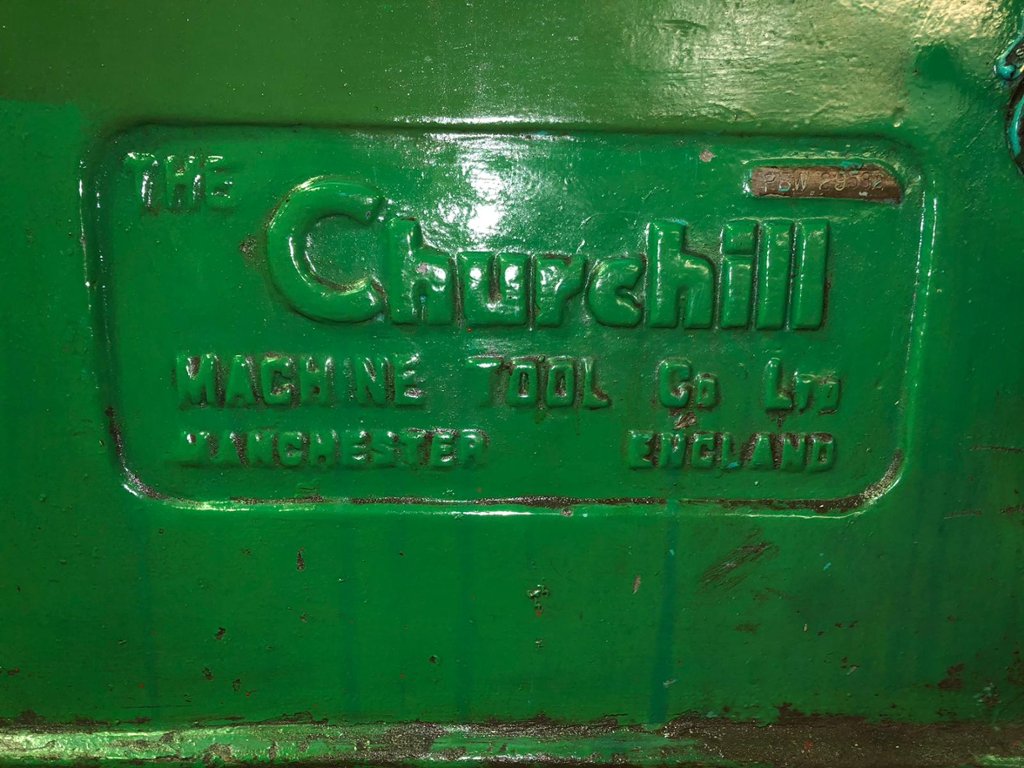 THE
Churchill
MACHINE TOOL Co LTD
MANCHESTER ENGLAND